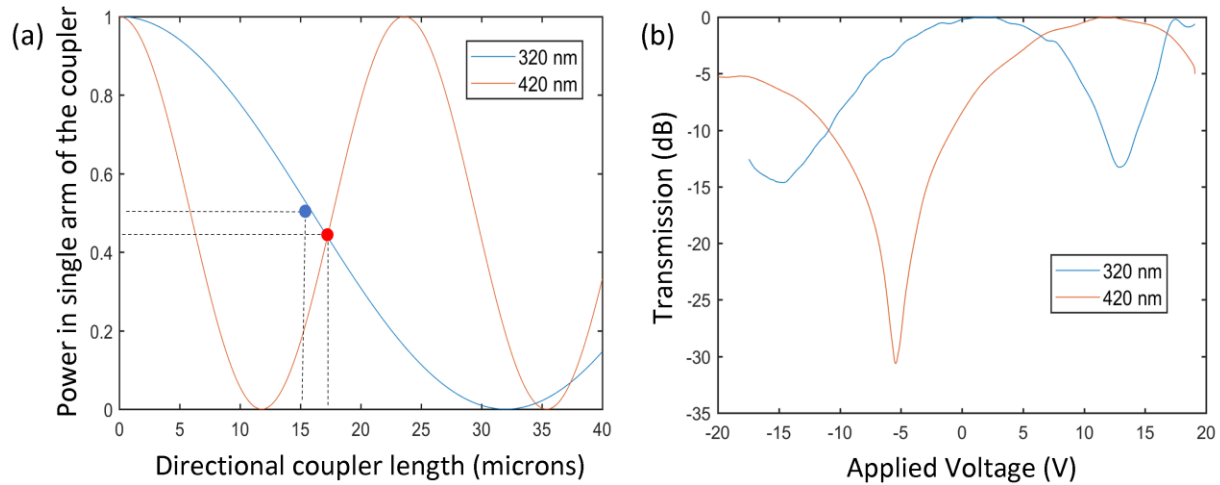 (a)
Power in single arm of the coupler
1
0.8
0.6
0.4
0.2
0
320 nm
420 nm
0 5 10 15 20 25 30 35 40
Directional coupler length (microns)
(b)
Transmission (dB)
0
-5
-10
-15
-20
-25
-30
-35
320 nm
420 nm
-20 -15 -10 -5 0 5 10 15 20
Applied Voltage (V)